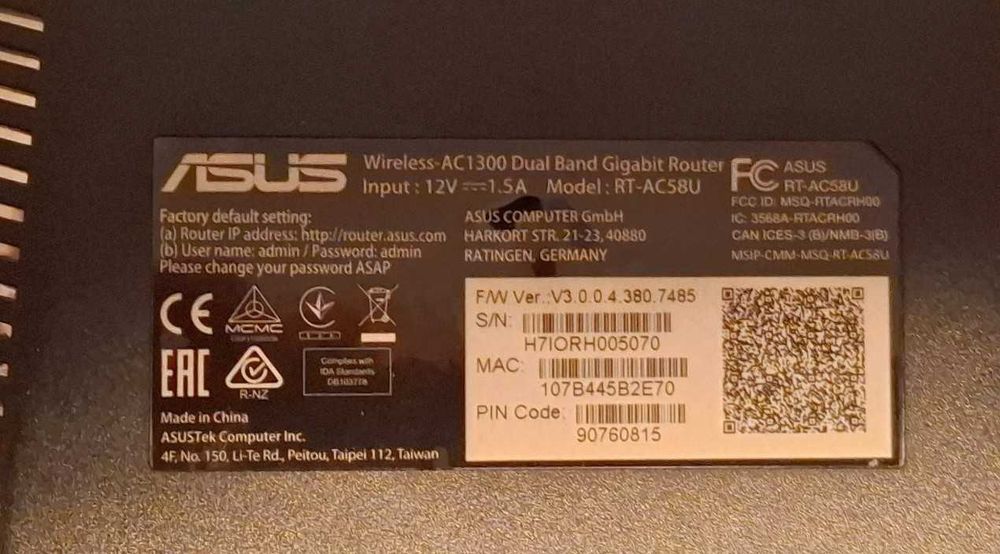 ASUS
Wireless-AC1300 Dual Band Gigabit Router
Input : 12V⎓1.5A Model : RT-AC58U
FC ASUS
RT-AC58U
FCC ID: MSQ-RTACRH00
IC: 3568A-RTACRH00
CAN ICES-3 (B)/NMB-3(B)
MSIP-CMM-MSQ-RT-AC58U
Factory default setting:
(a) Router IP address: http://router.asus.com
(b) User name: admin / Password: admin
Please change your password ASAP
ASUS COMPUTER GmbH
HARKORT STR. 21-23, 40880
RATINGEN, GERMANY
CE
MCMC
EAC
R-NZ
Complies with
IDA Standards
DB103778
Made in China
ASUSTek Computer Inc.
4F, No. 150, Li-Te Rd., Peitou, Taipei 112, Taiwan
F/W Ver.:V3.0.0.4.380.7485
S/N:
H7IORH005070
MAC:
107B445B2E70
PIN Code:
90760815